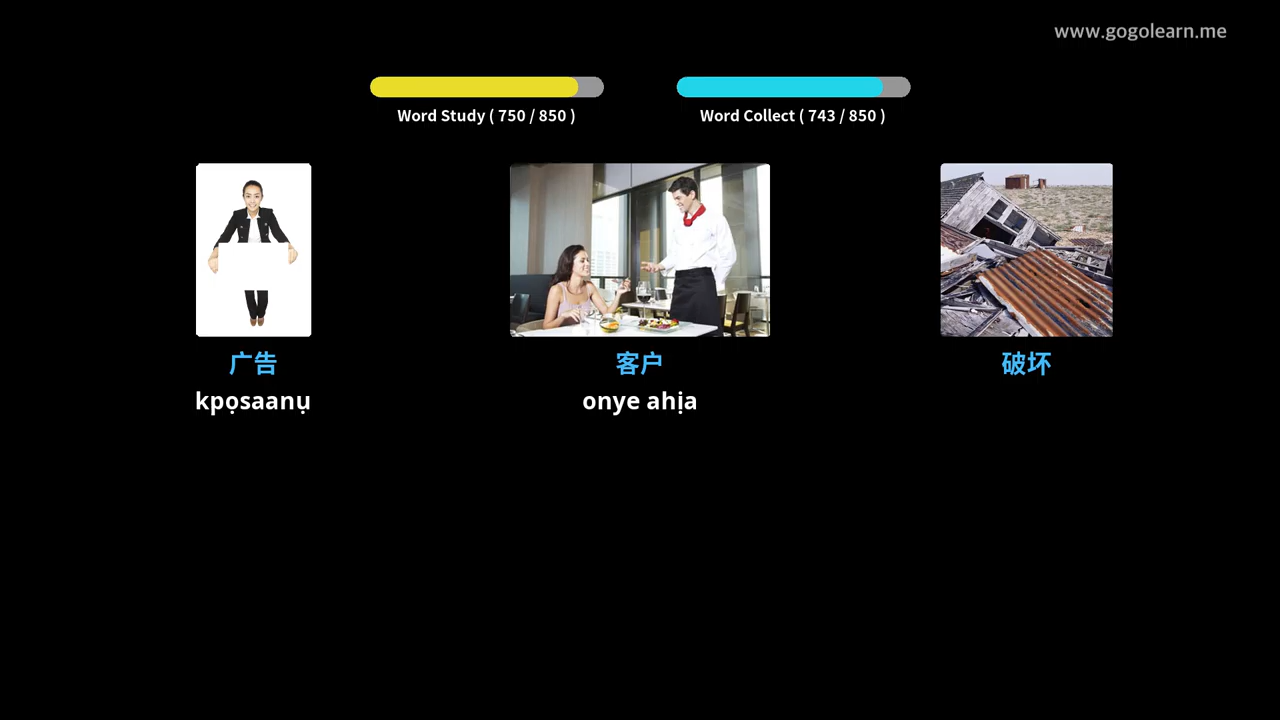 www.gogolearn.me
Word Study ( 750 / 850 )
Word Collect ( 743 / 850 )
广告
客户
破坏
kpọsaanụ
onye ahịa